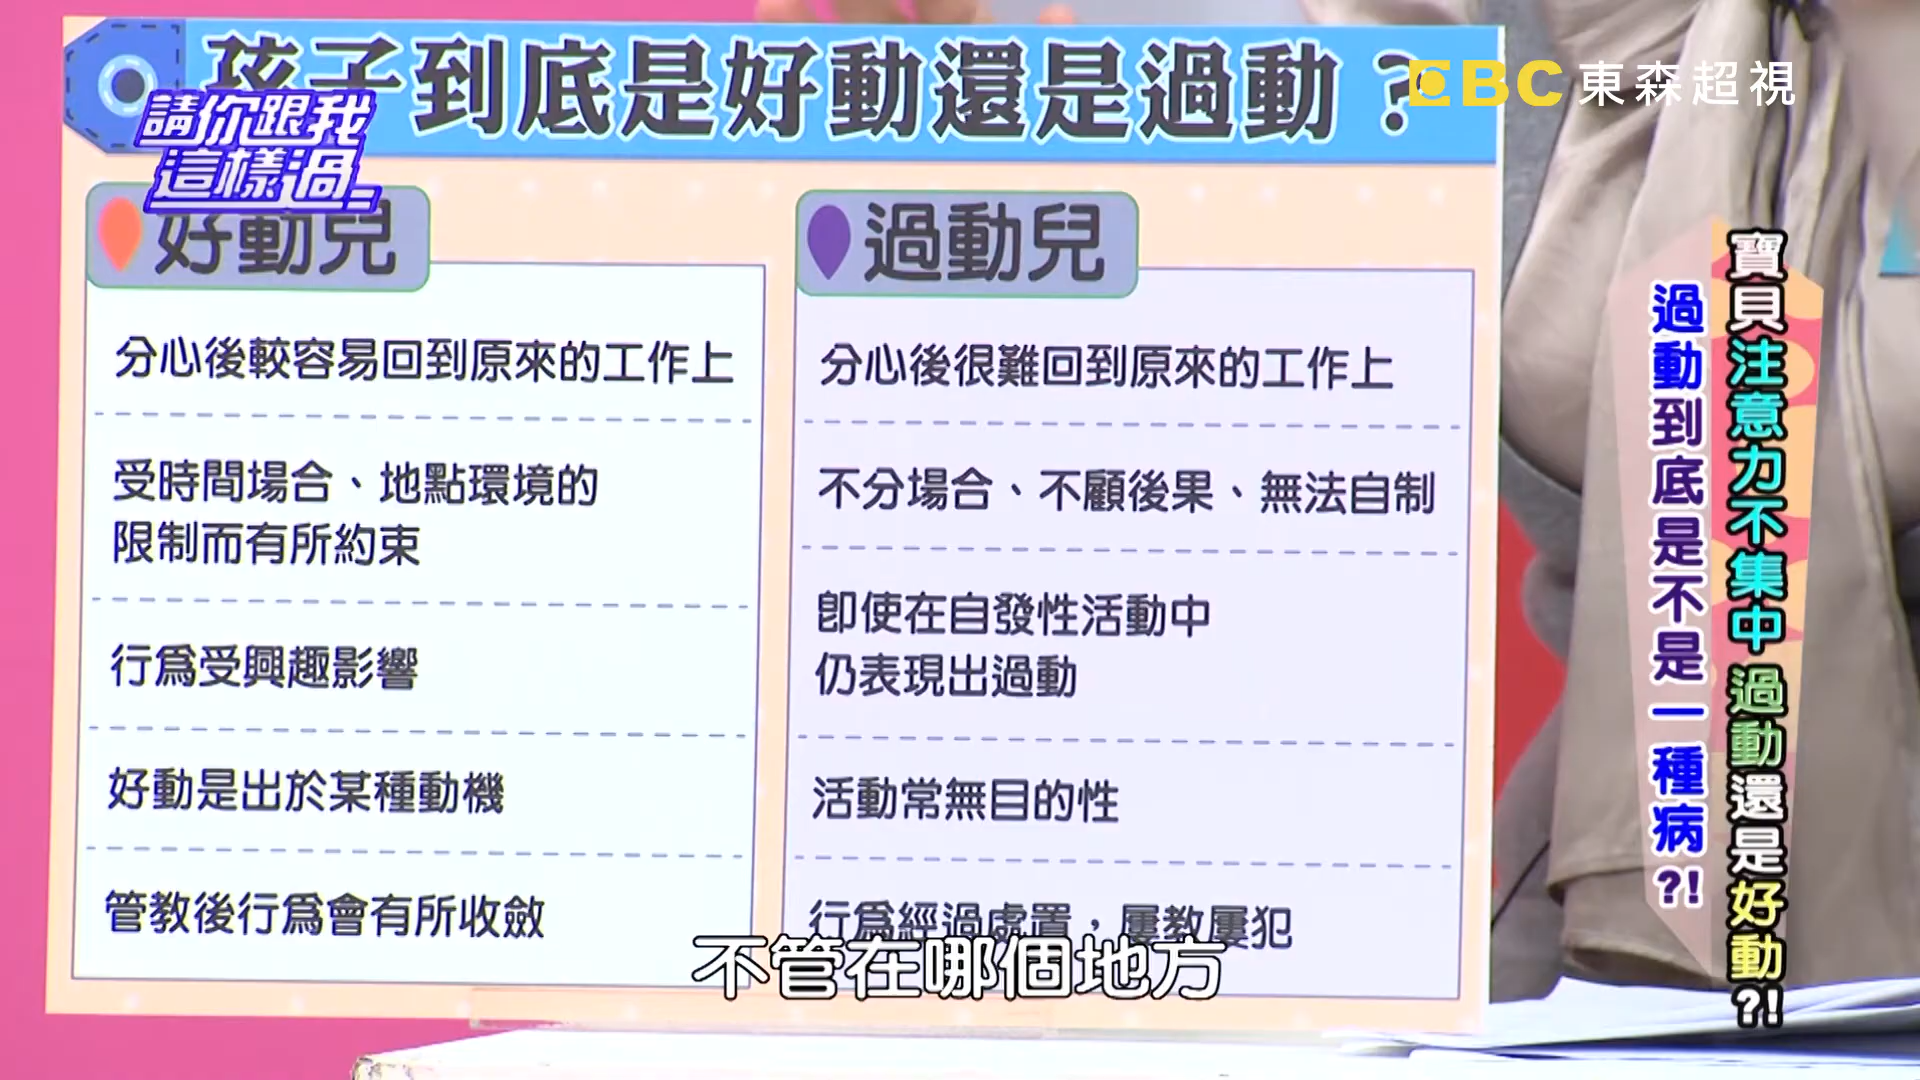 孩子到底是好動還是過動?
EBC 東森超視
請你跟我
這樣過
好動兒
分心後較容易回到原來的工作上
受時間場合、地點環境的
限制而有所約束
行為受興趣影響
好動是出於某種動機
管教後行為會有所收斂
過動兒
分心後很難回到原來的工作上
不分場合、不顧後果、無法自制
即使在自發性活動中
仍表現出過動
活動常無目的性
行為經過處置,屢教屢犯
寶貝注意力不集中 過動還是好動?!
過動到底是不是一種病?!
不管在哪個地方